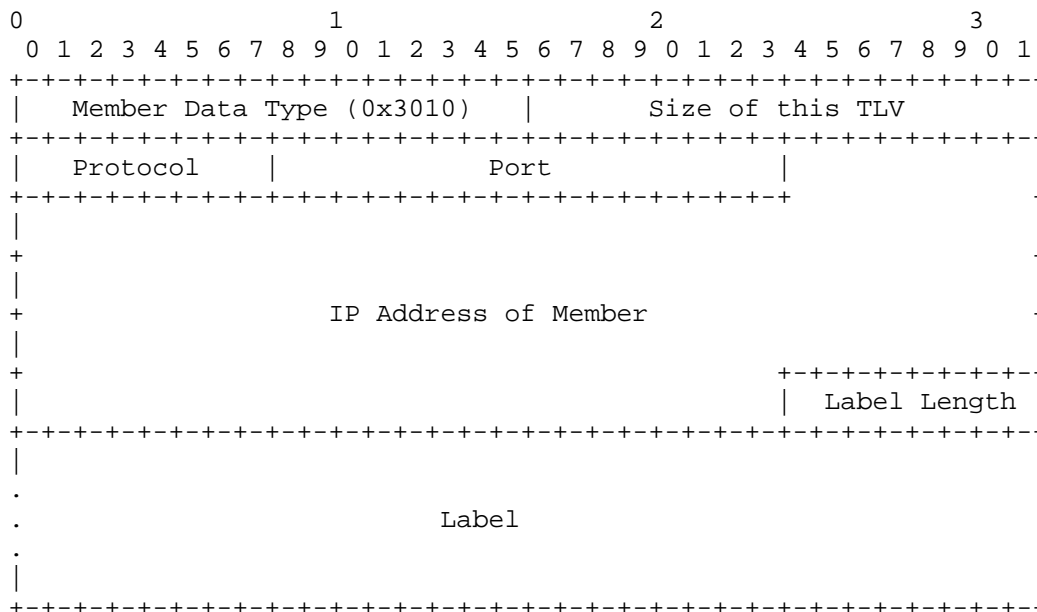 0                   1                   2                   3
 0 1 2 3 4 5 6 7 8 9 0 1 2 3 4 5 6 7 8 9 0 1 2 3 4 5 6 7 8 9 0 1
+-+-+-+-+-+-+-+-+-+-+-+-+-+-+-+-+-+-+-+-+-+-+-+-+-+-+-+-+-+-+-+-
|   Member Data Type (0x3010)   |       Size of this TLV
+-+-+-+-+-+-+-+-+-+-+-+-+-+-+-+-+-+-+-+-+-+-+-+-+-+-+-+-+-+-+-+-
|   Protocol    |             Port              |
+-+-+-+-+-+-+-+-+-+-+-+-+-+-+-+-+-+-+-+-+-+-+-+-+               -
|
+                                                               -
|
+                   IP Address of Member                        -
|
+                                               +-+-+-+-+-+-+-+-
|                                               |  Label Length
+-+-+-+-+-+-+-+-+-+-+-+-+-+-+-+-+-+-+-+-+-+-+-+-+-+-+-+-+-+-+-+-
|
.
.                          Label
.
|
+-+-+-+-+-+-+-+-+-+-+-+-+-+-+-+-+-+-+-+-+-+-+-+-+-+-+-+-+-+-+-+-